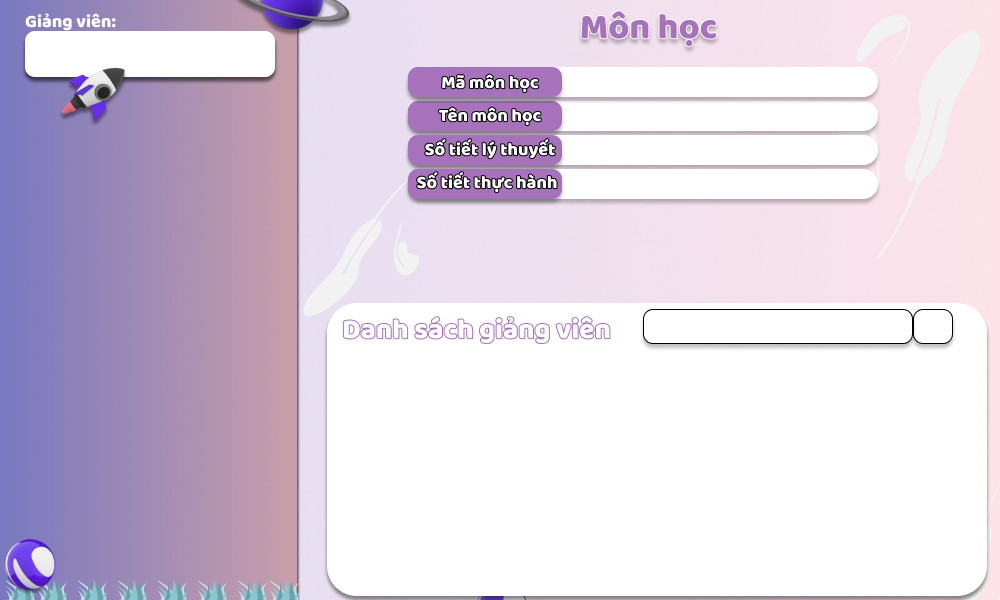 Giảng viên:
Môn học
Mã môn học
Tên môn học
Số tiết lý thuyết
Số tiết thực hành
Danh sách giảng viên